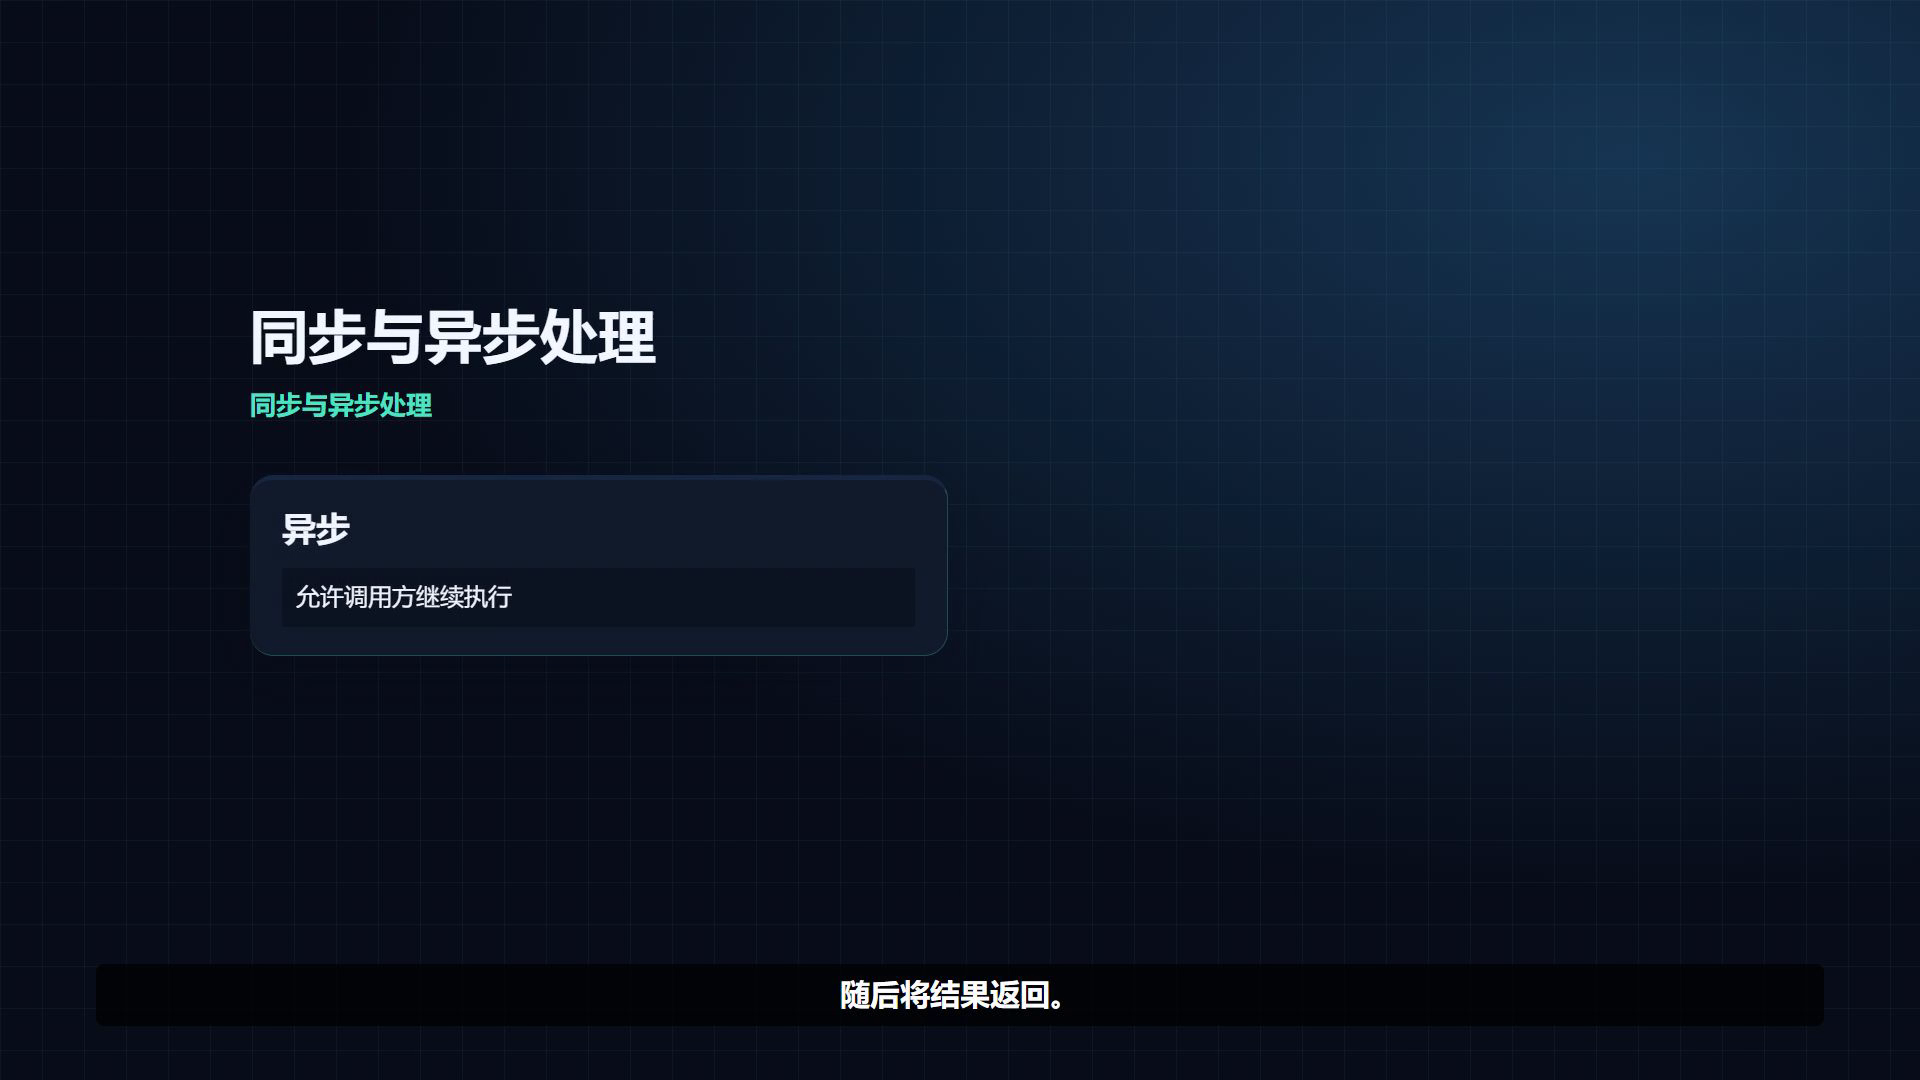 同步与异步处理
同步与异步处理
异步
允许调用方继续执行
随后将结果返回。